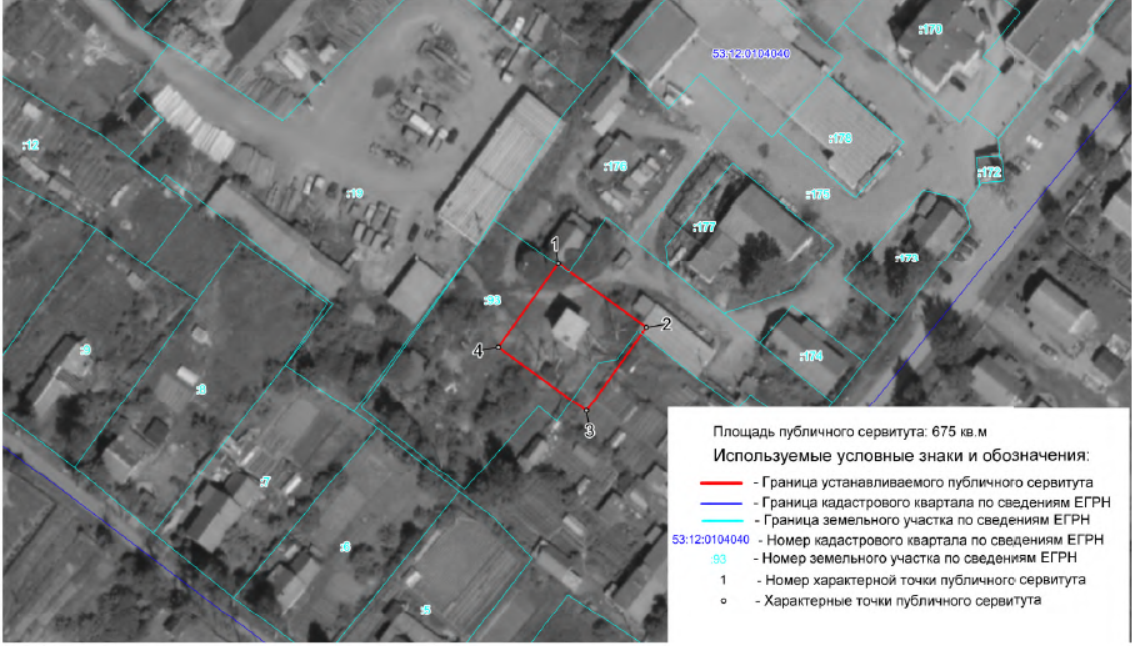 :170
53:12:0104040
:178
:12
:176
:172
:19
:175
:177
1
:173
:93
2
4
:9
:174
:8
3
:7
:6
:5
Площадь публичного сервитута: 675 кв.м
Используемые условные знаки и обозначения:
- Граница устанавливаемого публичного сервитута
- Граница кадастрового квартала по сведениям ЕГРН
- Граница земельного участка по сведениям ЕГРН
53:12:0104040 - Номер кадастрового квартала по сведениям ЕГРН
:93 - Номер земельного участка по сведениям ЕГРН
1 - Номер характерной точки публичного сервитута
- Характерные точки публичного сервитута